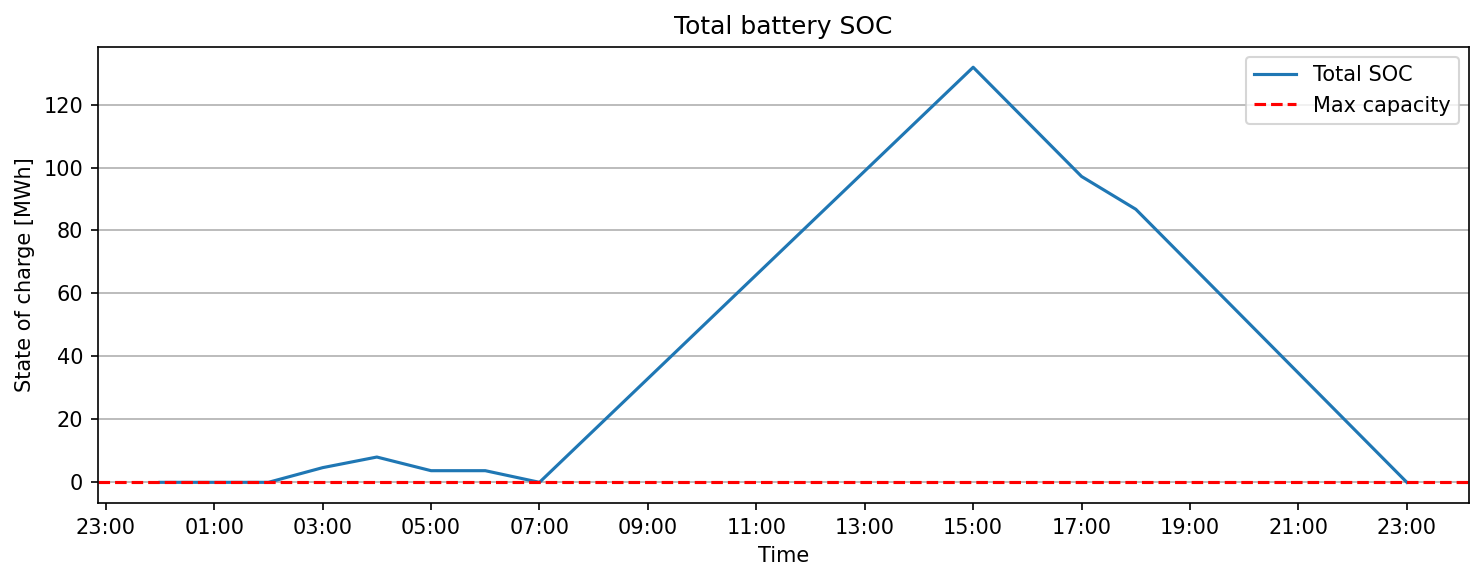 Total battery SOC
Total SOC
Max capacity
State of charge [MWh]
120
100
80
60
40
20
0
23:00 01:00 03:00 05:00 07:00 09:00 11:00 13:00 15:00 17:00 19:00 21:00 23:00
Time